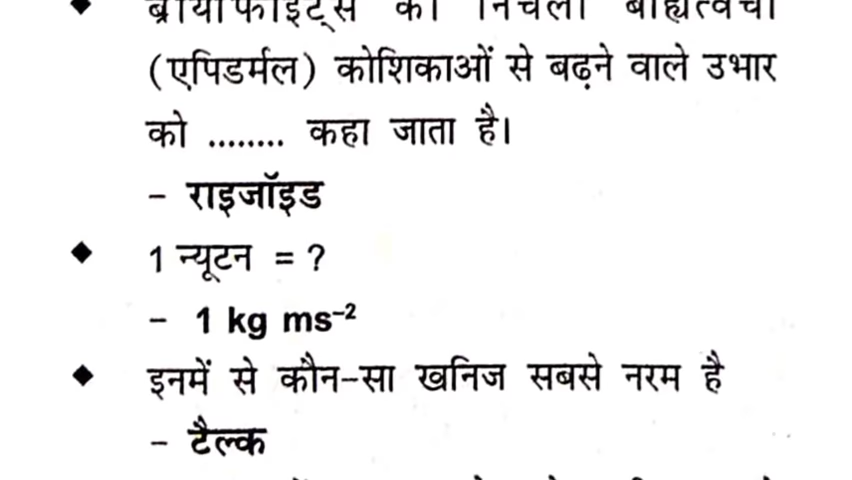 ◆ ब्रायोफाइट्स की निचली बाह्यत्वचा
(एपिडर्मल) कोशिकाओं से बढ़ने वाले उभार
को ........ कहा जाता है।
– राइजॉइड
◆ 1 न्यूटन = ?
– 1 kg ms⁻²
◆ इनमें से कौन-सा खनिज सबसे नरम है
– टैल्क